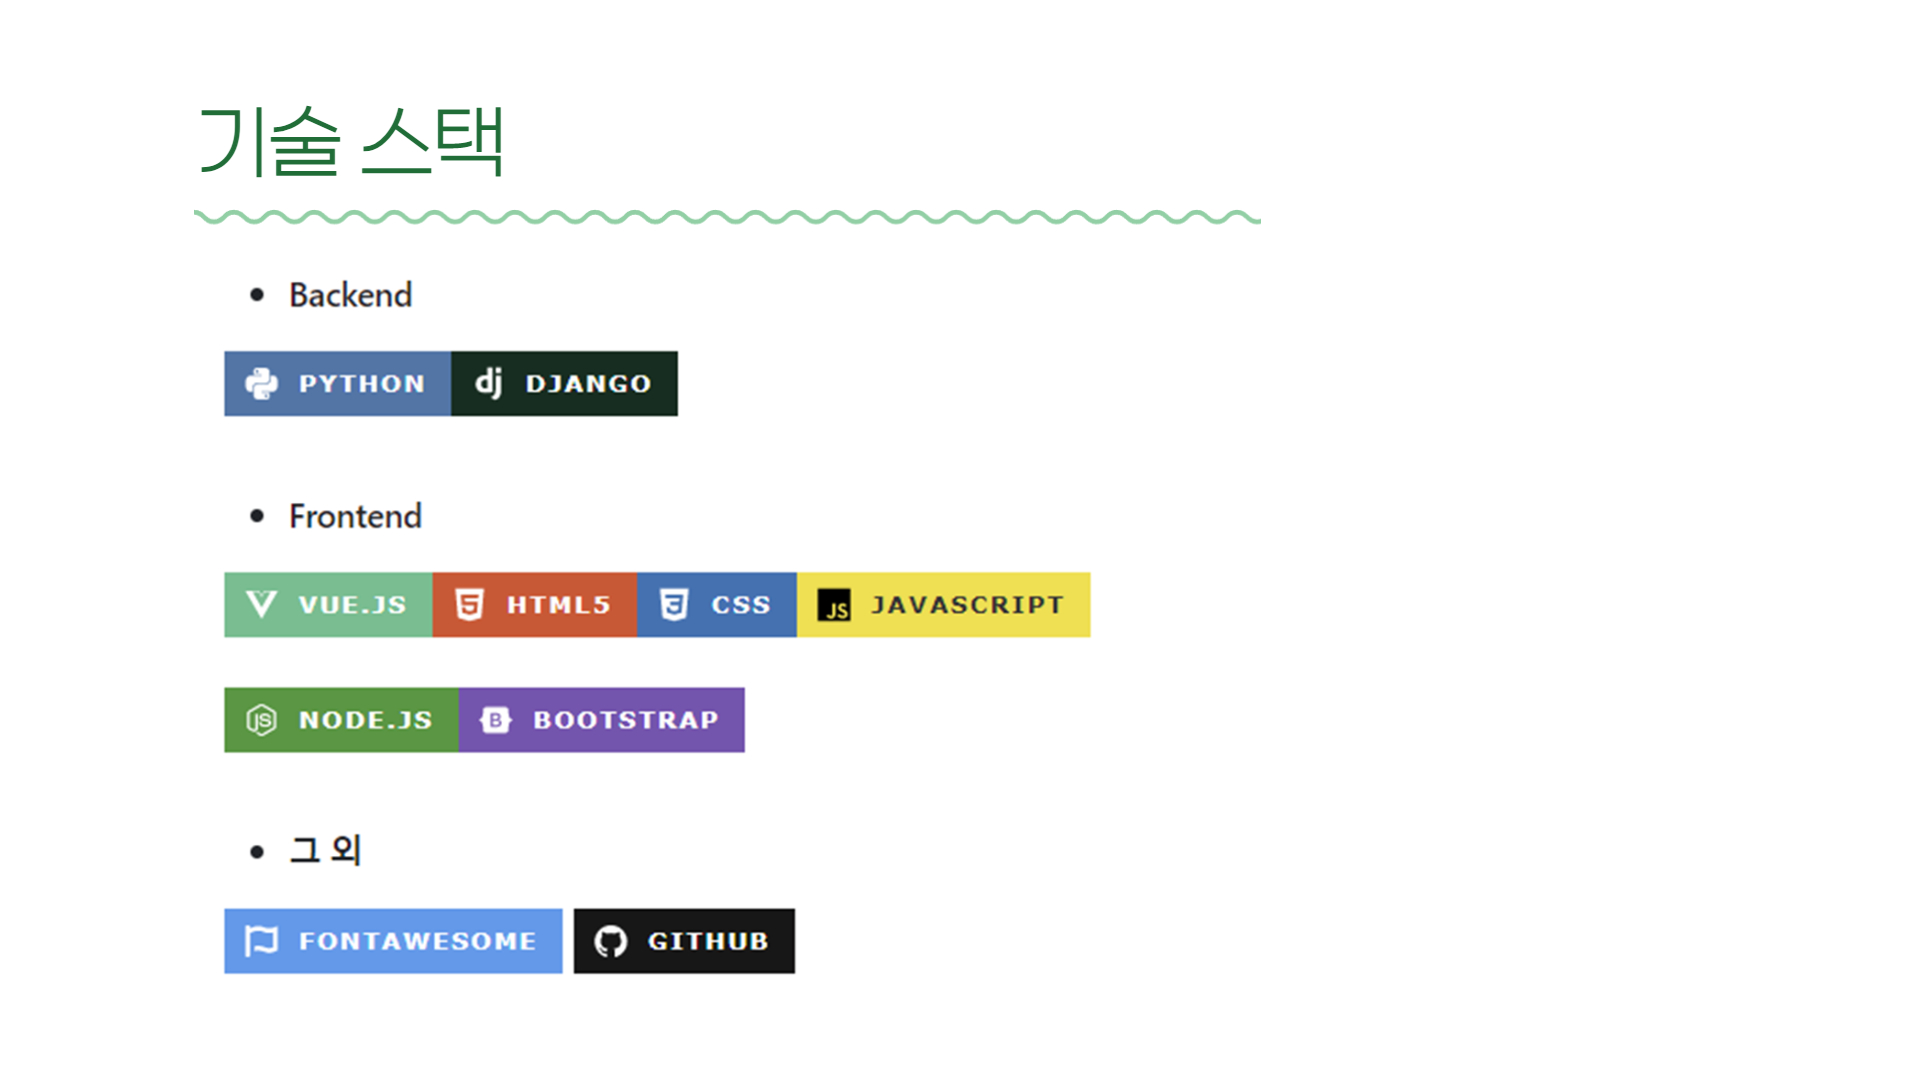 기술 스택
• Backend
PYTHON DJANGO
• Frontend
VUE.JS HTML5 CSS JS JAVASCRIPT
JS NODE.JS B BOOTSTRAP
• 그 외
FONTAWESOME GITHUB